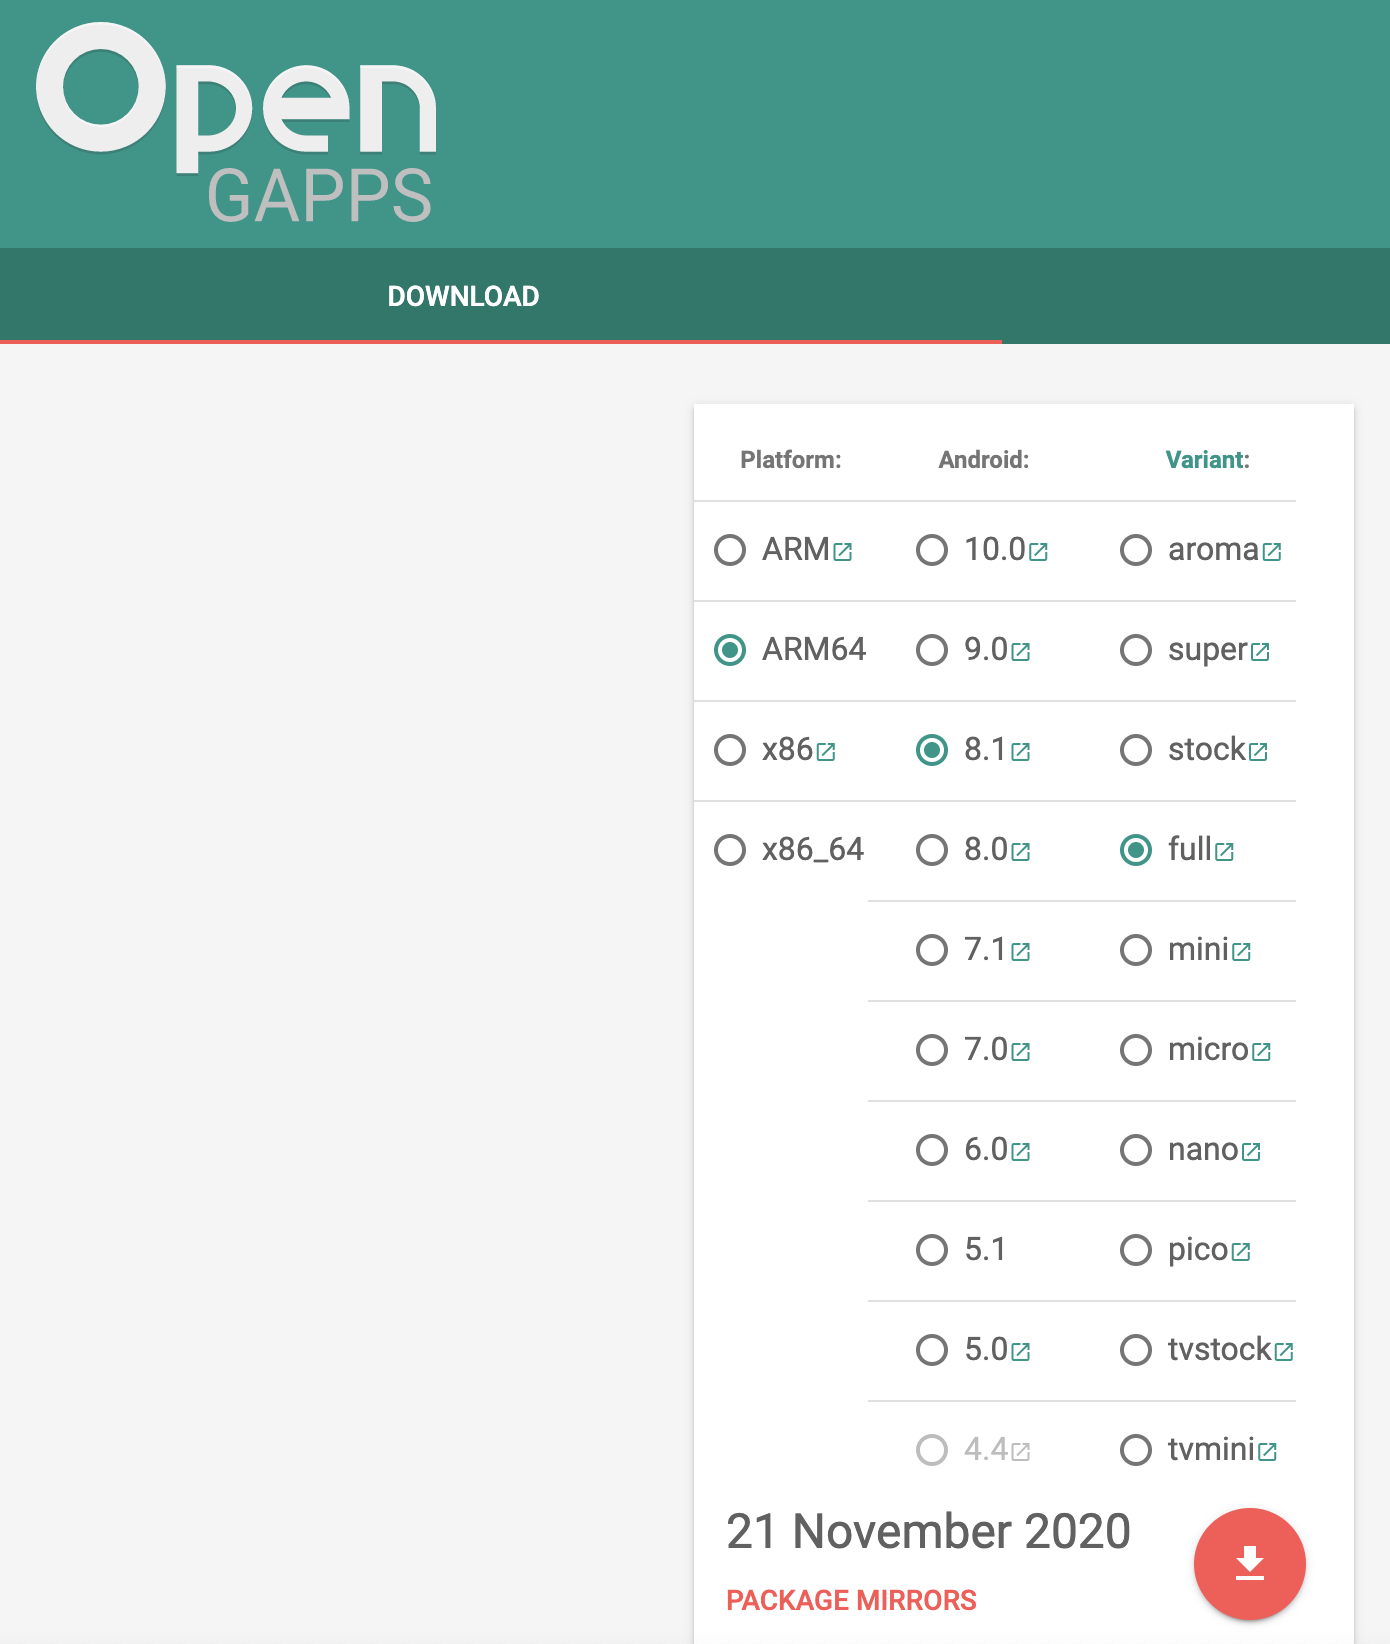 Open
GAPPS
DOWNLOAD
Platform: Android: Variant:
ARM 10.0 aroma
ARM64 9.0 super
x86 8.1 stock
x86_64 8.0 full
7.1 mini
7.0 micro
6.0 nano
5.1 pico
5.0 tvstock
4.4 tvmini
21 November 2020
PACKAGE MIRRORS